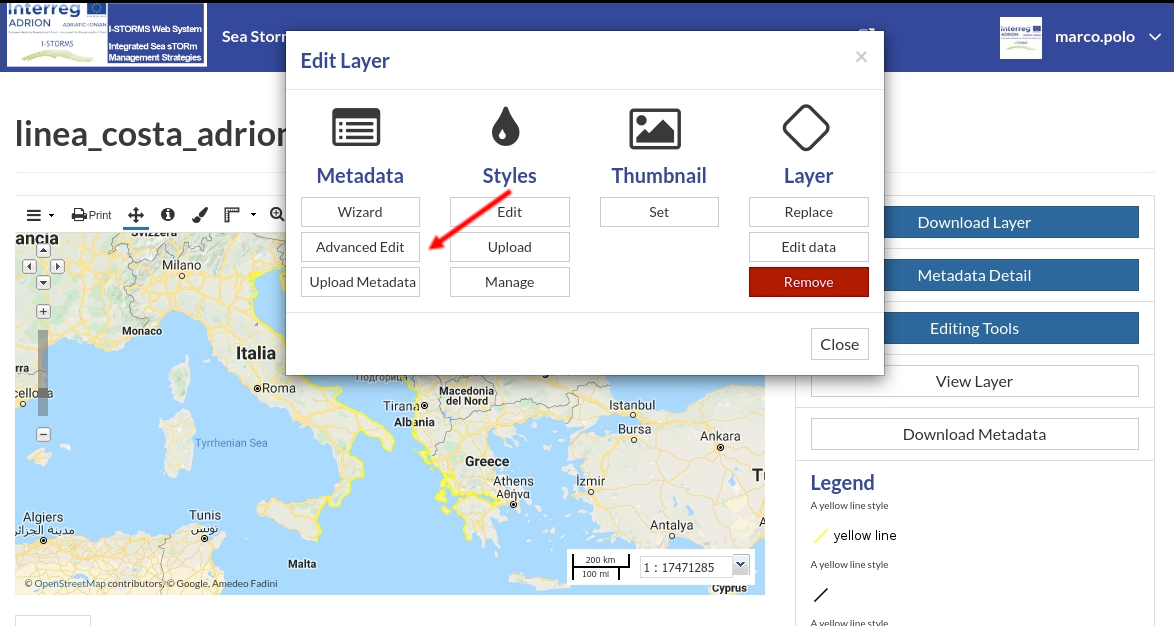 Interreg
ADRION ADRIATIC-IONIAN
I-STORMS
I-STORMS Web System
Integrated Sea sTORm
Management Strategies
Sea Storm
marco.polo
Edit Layer
×
Metadata
Styles
Thumbnail
Layer
Wizard
Edit
Set
Replace
Advanced Edit
Upload
Edit data
Upload Metadata
Manage
Remove
Close
linea_costa_adrion
Print
Download Layer
Metadata Detail
Editing Tools
View Layer
Download Metadata
Legend
A yellow line style
yellow line
A yellow line style
A yellow line style
ancia
Svizzera
Milano
Monaco
Italia
Roma
Подгорица
Macedonia
del Nord
Tirana
Albania
Istanbul
Bursa
Ankara
Tyrrhenian Sea
Greece
Athens
Αθήνα
İzmir
Antalya
Algiers
مدينة الجزائر
Tunis
تونس
Malta
Cyprus
200 km
100 mi
1 : 17471285
© OpenStreetMap contributors/© Google, Amedeo Fadini